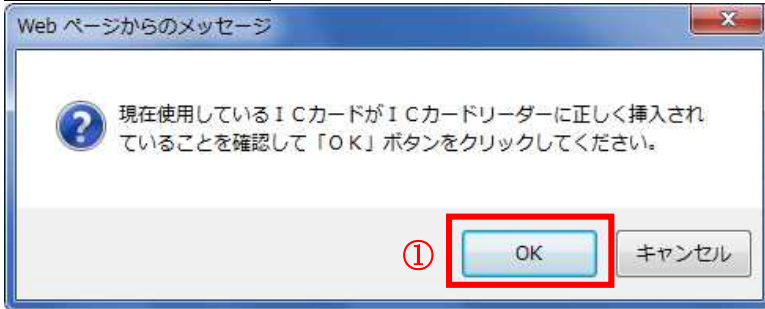 Web ページからのメッセージ
現在使用しているＩＣカードがＩＣカードリーダーに正しく挿入され
ていることを確認して「ＯＫ」ボタンをクリックしてください。
① OK キャンセル